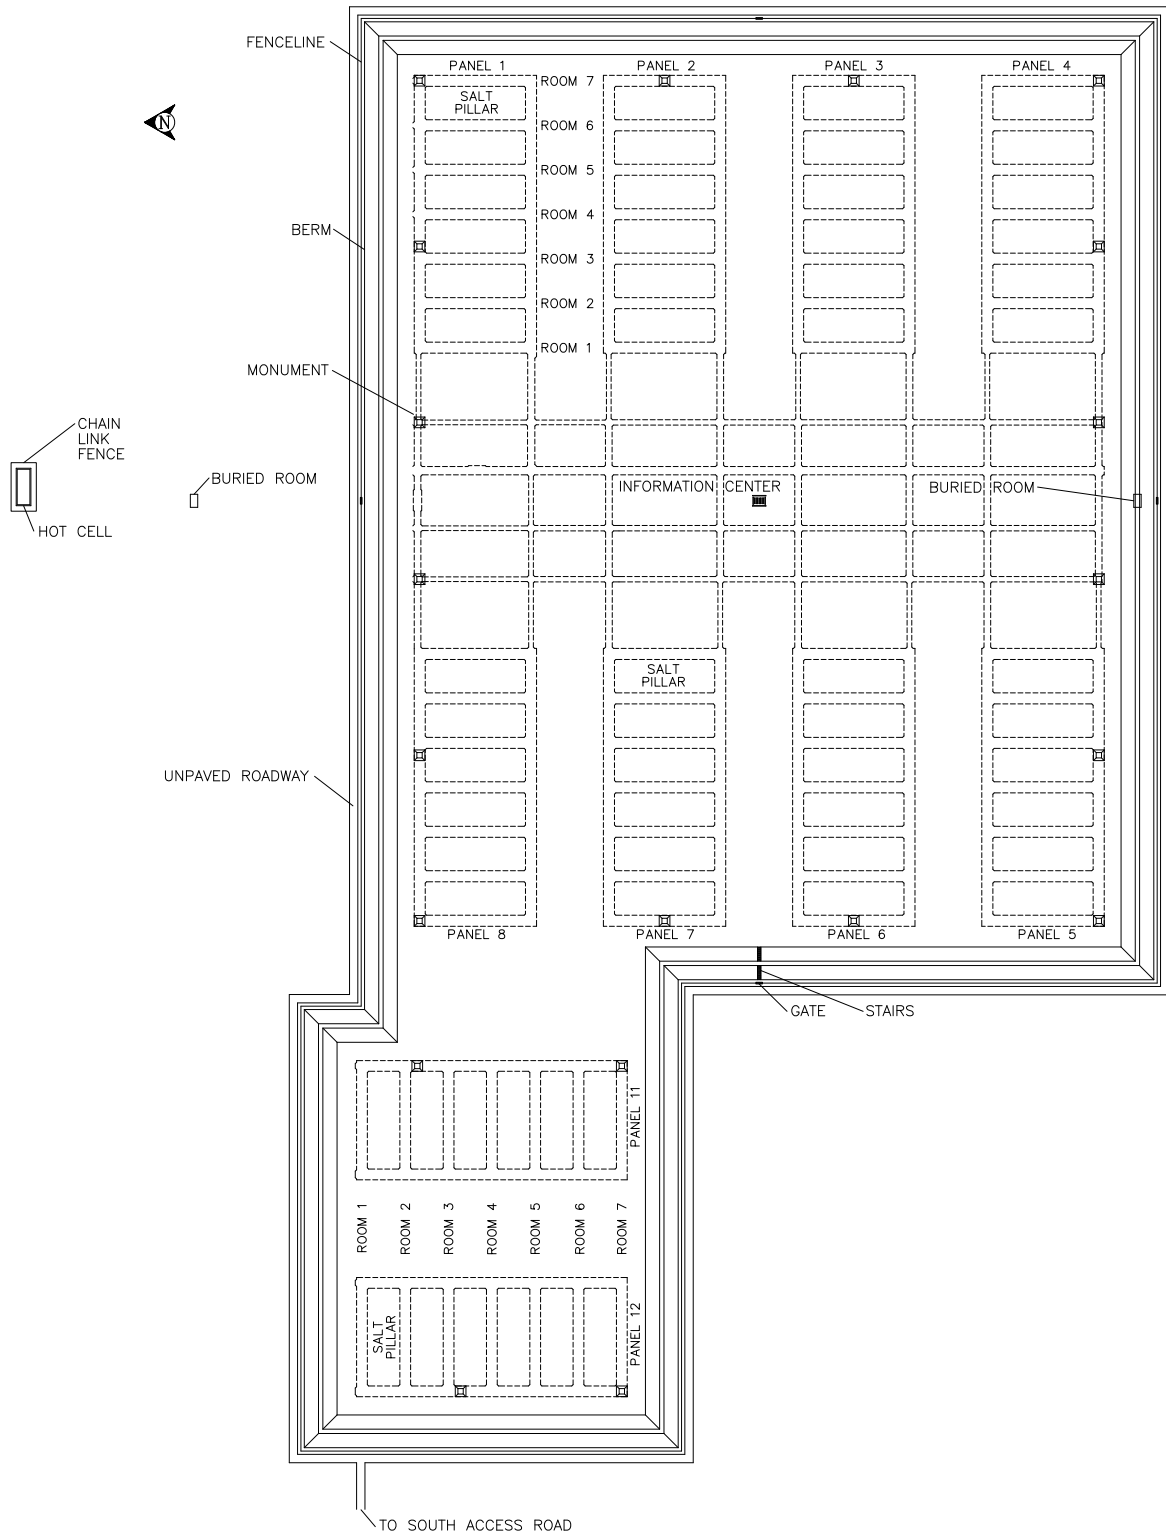 FENCELINE
PANEL 1
PANEL 2
PANEL 3
PANEL 4
ROOM 7
SALT
PILLAR
N
ROOM 6
ROOM 5
ROOM 4
BERM
ROOM 3
ROOM 2
ROOM 1
MONUMENT
CHAIN
LINK
FENCE
BURIED ROOM
INFORMATION CENTER
BURIED ROOM
HOT CELL
SALT
PILLAR
UNPAVED ROADWAY
PANEL 8
PANEL 7
PANEL 6
PANEL 5
GATE
STAIRS
PANEL 11
ROOM 1
ROOM 2
ROOM 3
ROOM 4
ROOM 5
ROOM 6
ROOM 7
SALT
PILLAR
PANEL 12
TO SOUTH ACCESS ROAD